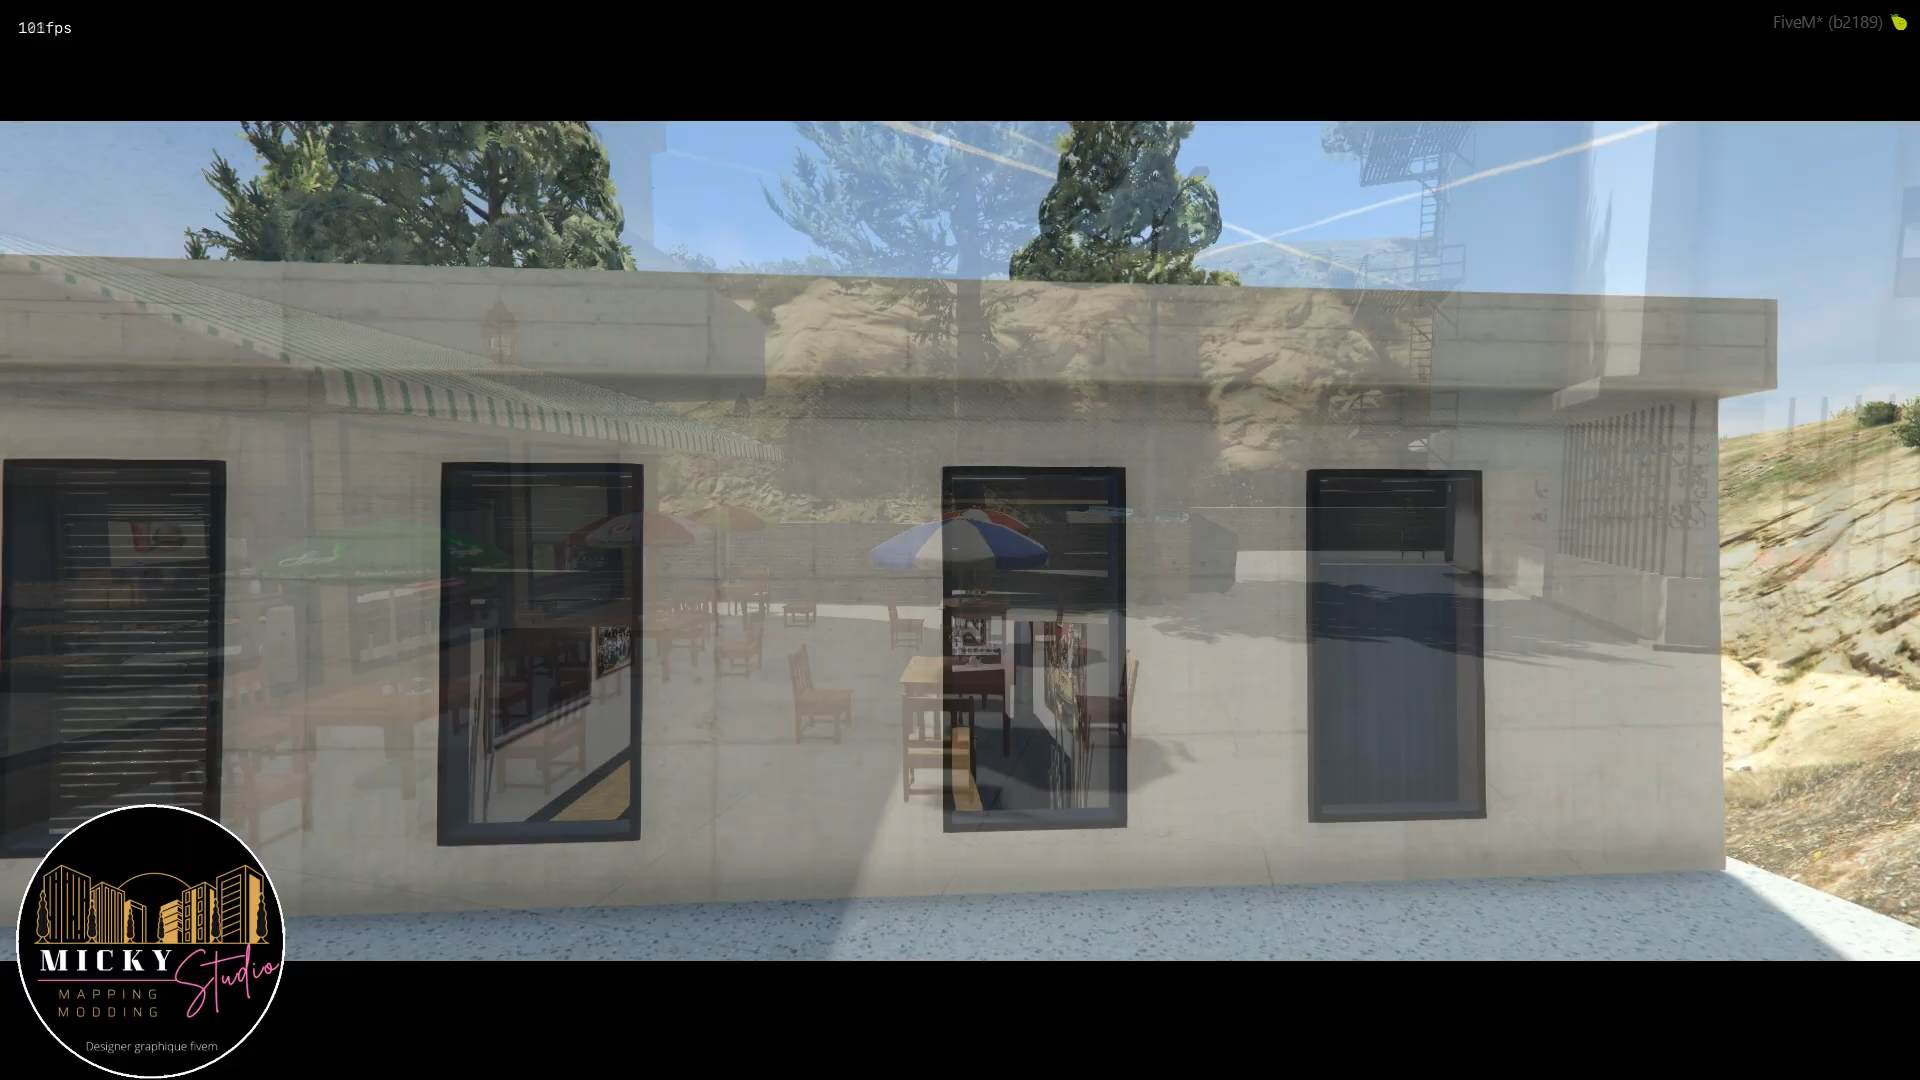 101fps
FiveM* (b2189)
MICKY
Studio
MAPPING
MODDING
Designer graphique fivem